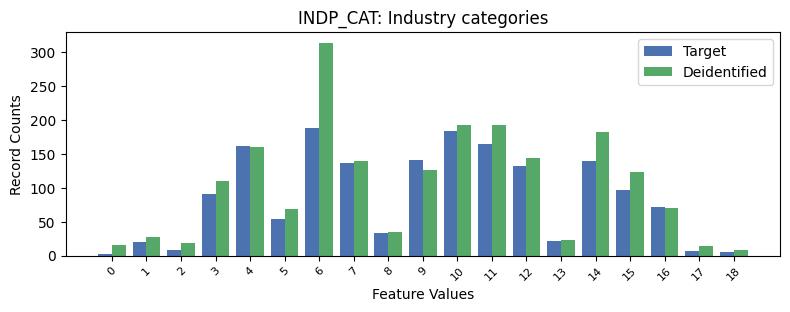 INDP_CAT: Industry categories
Record Counts
300
250
200
150
100
50
0
Target
Deidentified
0 1 2 3 4 5 6 7 8 9 10 11 12 13 14 15 16 17 18
Feature Values